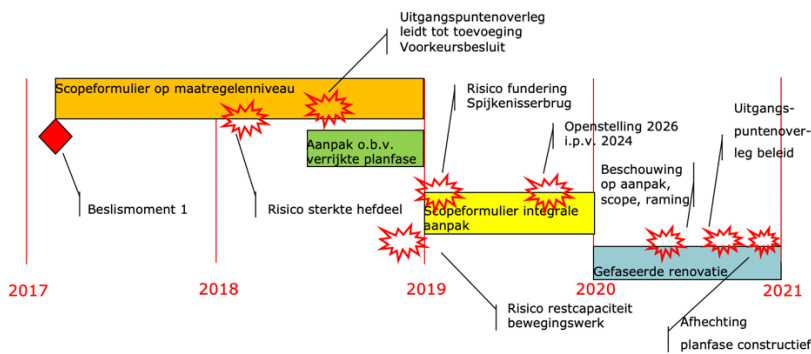 Uitgangspuntenoverleg
leidt tot toevoeging
Voorkeursbesluit
Scopeformulier op maatregelenniveau
Risico fundering
Spijkenisserbrug
Uitgangs-
puntenover-
leg beleid
Openstelling 2026
i.p.v. 2024
Aanpak o.b.v.
verrijkte planfase
Beschouwing
op aanpak,
scope, raming
Beslismoment 1
Risico sterkte hefdeel
Scopeformulier integrale
aanpak
Gefaseerde renovatie
2017
2018
2019
2020
2021
Risico restcapaciteit
bewegingswerk
Afhechting
planfase constructief